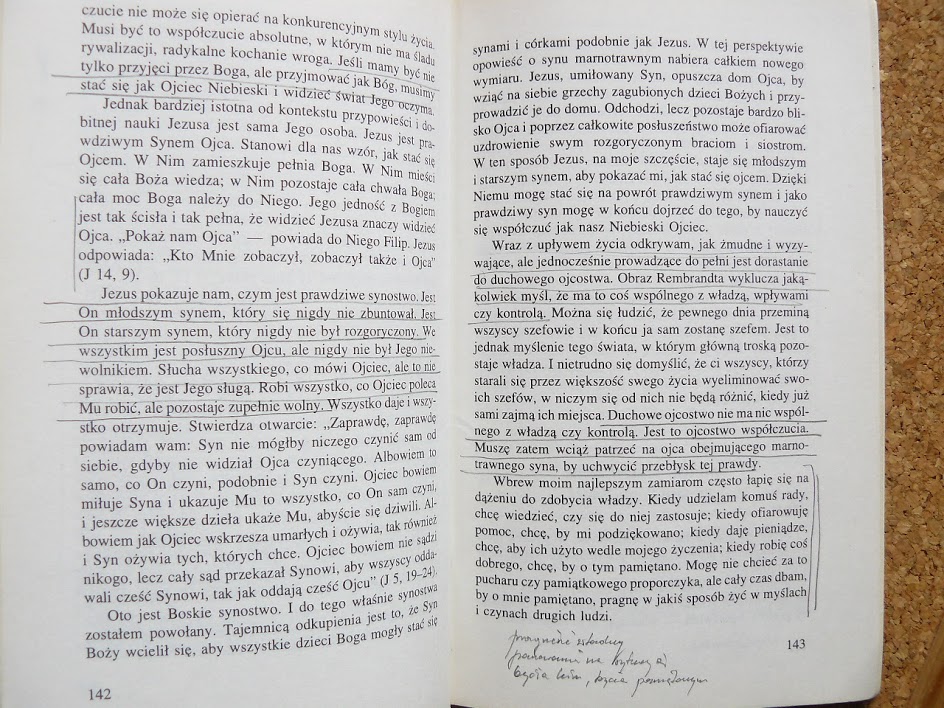 czucie nie może się opierać na konkurencyjnym stylu życia.
Musi być to współczucie absolutne, w którym nie ma śladu
rywalizacji, radykalne kochanie wroga. Jeśli mamy być nie
tylko przyjęci przez Boga, ale przyjmować jak Bóg, musimy
stać się jak Ojciec Niebieski i widzieć świat Jego oczyma.
Jednak bardziej istotna od kontekstu przypowieści i do-
bitnej nauki Jezusa jest sama Jego osoba. Jezus jest pra-
wdziwym Synem Ojca. Stanowi dla nas wzór, jak stać się
Ojcem. W Nim zamieszkuje pełnia Boga. W Nim mieści
się cała Boża wiedza; w Nim pozostaje cała chwała Boga;
cała moc Boga należy do Niego. Jego jedność z Bogiem
jest tak ścisła i tak pełna, że widzieć Jezusa znaczy widzieć
Ojca. „Pokaż nam Ojca” — powiada do Niego Filip. Jezus
odpowiada: „Kto Mnie zobaczył, zobaczył także i Ojca”
(J 14, 9).
Jezus pokazuje nam, czym jest prawdziwe synostwo. Jest
On młodszym synem, który się nigdy nie zbuntował. Jest
On starszym synem, który nigdy nie był rozgoryczony. We
wszystkim jest posłuszny Ojcu, ale nigdy nie był Jego nie-
wolnikiem. Słucha wszystkiego, co mówi Ojciec, ale to nie
sprawia, że jest Jego sługą. Robi wszystko, co Ojciec poleca
Mu robić, ale pozostaje zupełnie wolny. Wszystko daje i wszy-
stko otrzymuje. Stwierdza otwarcie: „Zaprawdę, zaprawdę
powiadam wam: Syn nie mógłby niczego czynić sam od
siebie, gdyby nie widział Ojca czyniącego. Albowiem to
samo, co On czyni, podobnie i Syn czyni. Ojciec bowiem
miłuje Syna i ukazuje Mu to wszystko, co On sam czyni,
i jeszcze większe dzieła ukaże Mu, abyście się dziwili. Al-
bowiem jak Ojciec wskrzesza umarłych i ożywia, tak również
i Syn ożywia tych, których chce. Ojciec bowiem nie sądzi
nikogo, lecz cały sąd przekazał Synowi, aby wszyscy odda-
wali cześć Synowi, tak jak oddają cześć Ojcu” (J 5, 19–24).
Oto jest Boskie synostwo. I do tego właśnie synostwa
zostałem powołany. Tajemnicą odkupienia jest to, że Syn
Boży wcielił się, aby wszystkie dzieci Boga mogły stać się
142
synami i córkami podobnie jak Jezus. W tej perspektywie
opowieść o synu marnotrawnym nabiera całkiem nowego
wymiaru. Jezus, umiłowany Syn, opuszcza dom Ojca, by
wziąć na siebie grzechy zagubionych dzieci Bożych i przy-
prowadzić je do domu. Odchodzi, lecz pozostaje bardzo bli-
sko Ojca i poprzez całkowite posłuszeństwo może ofiarować
uzdrowienie swym rozgoryczonym braciom i siostrom.
W ten sposób Jezus, na moje szczęście, staje się młodszym
i starszym synem, aby pokazać mi, jak stać się ojcem. Dzięki
Niemu mogę stać się na powrót prawdziwym synem i jako
prawdziwy syn mogę w końcu dojrzeć do tego, by nauczyć
się współczuć jak nasz Niebieski Ojciec.
Wraz z upływem życia odkrywam, jak żmudne i wyzy-
wające, ale jednocześnie prowadzące do pełni jest dorastanie
do duchowego ojcostwa. Obraz Rembrandta wyklucza jaką-
kolwiek myśl, że ma to coś wspólnego z władzą, wpływami
czy kontrolą. Można się łudzić, że pewnego dnia przeminą
wszyscy szefowie i w końcu ja sam zostanę szefem. Jest to
jednak myślenie tego świata, w którym główną troską pozo-
staje władza. I nietrudno się domyślić, że ci wszyscy, którzy
starali się przez większość swego życia wyeliminować swo-
ich szefów, w niczym się od nich nie będą różnić, kiedy już
sami zajmą ich miejsca. Duchowe ojcostwo nie ma nic wspól-
nego z władzą czy kontrolą. Jest to ojcostwo współczucia.
Muszę zatem wciąż patrzeć na ojca obejmującego marno-
trawnego syna, by uchwycić przebłysk tej prawdy.
Wbrew moim najlepszym zamiarom często łapię się na
dążeniu do zdobycia władzy. Kiedy udzielam komuś rady,
chcę wiedzieć, czy się do niej zastosuje; kiedy ofiarowuję
pomoc, chcę, by mi podziękowano; kiedy daję pieniądze,
chcę, aby ich użyto wedle mojego życzenia; kiedy robię coś
dobrego, chcę, by o tym pamiętano. Mogę nie chcieć za to
pucharu czy pamiątkowego proporczyka, ale cały czas dbam,
by o mnie pamiętano, pragnę w jakiś sposób żyć w myślach
i czynach drugich ludzi.
143